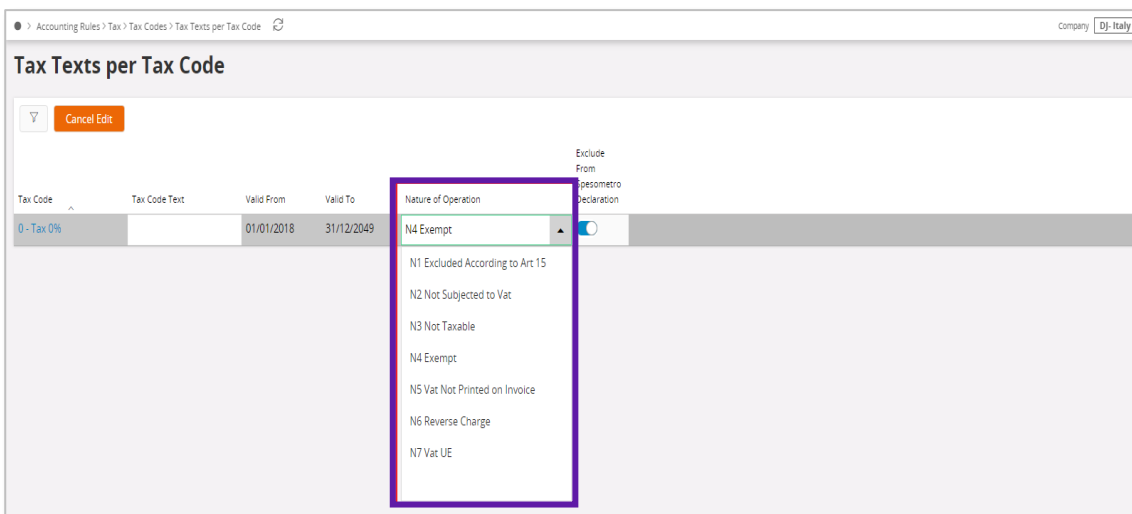 > Accounting Rules > Tax > Tax Codes > Tax Texts per Tax Code
Company DJ- Italy
Tax Texts per Tax Code
Cancel Edit
Tax Code
Tax Code Text
Valid From
Valid To
Nature of Operation
Exclude
From
Spesometro
Declaration
0 - Tax 0%
01/01/2018
31/12/2049
N4 Exempt
N1 Excluded According to Art 15
N2 Not Subjected to Vat
N3 Not Taxable
N4 Exempt
N5 Vat Not Printed on Invoice
N6 Reverse Charge
N7 Vat UE